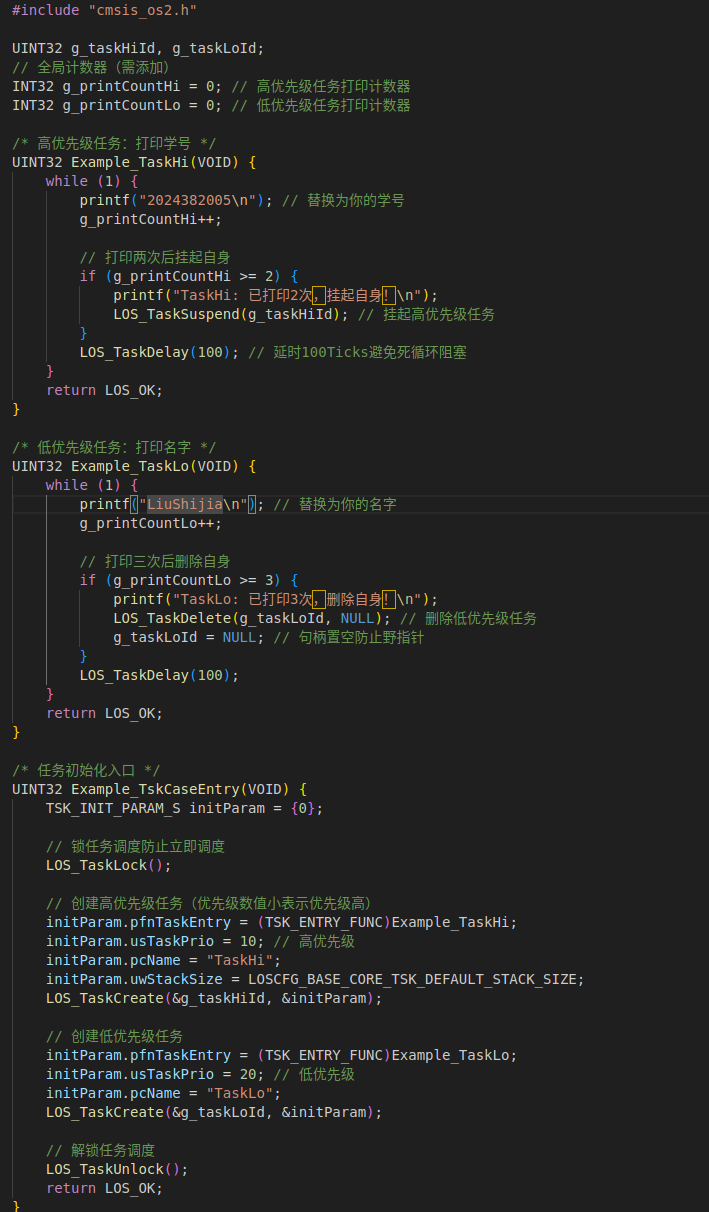 #include "cmsis_os2.h"

UINT32 g_taskHiId, g_taskLoId;
// 全局计数器（需添加）
INT32 g_printCountHi = 0; // 高优先级任务打印计数器
INT32 g_printCountLo = 0; // 低优先级任务打印计数器

/* 高优先级任务：打印学号 */
UINT32 Example_TaskHi(VOID) {
    while (1) {
        printf("2024382005\n"); // 替换为你的学号
        g_printCountHi++;

        // 打印两次后挂起自身
        if (g_printCountHi >= 2) {
            printf("TaskHi: 已打印2次，挂起自身！\n");
            LOS_TaskSuspend(g_taskHiId); // 挂起高优先级任务
        }
        LOS_TaskDelay(100); // 延时100Ticks避免死循环阻塞
    }
    return LOS_OK;
}

/* 低优先级任务：打印名字 */
UINT32 Example_TaskLo(VOID) {
    while (1) {
        printf("LiuShijia\n"); // 替换为你的名字
        g_printCountLo++;

        // 打印三次后删除自身
        if (g_printCountLo >= 3) {
            printf("TaskLo: 已打印3次，删除自身！\n");
            LOS_TaskDelete(g_taskLoId, NULL); // 删除低优先级任务
            g_taskLoId = NULL; // 句柄置空防止野指针
        }
        LOS_TaskDelay(100);
    }
    return LOS_OK;
}

/* 任务初始化入口 */
UINT32 Example_TskCaseEntry(VOID) {
    TSK_INIT_PARAM_S initParam = {0};

    // 锁任务调度防止立即调度
    LOS_TaskLock();

    // 创建高优先级任务（优先级数值小表示优先级高）
    initParam.pfnTaskEntry = (TSK_ENTRY_FUNC)Example_TaskHi;
    initParam.usTaskPrio = 10; // 高优先级
    initParam.pcName = "TaskHi";
    initParam.uwStackSize = LOSCFG_BASE_CORE_TSK_DEFAULT_STACK_SIZE;
    LOS_TaskCreate(&g_taskHiId, &initParam);

    // 创建低优先级任务
    initParam.pfnTaskEntry = (TSK_ENTRY_FUNC)Example_TaskLo;
    initParam.usTaskPrio = 20; // 低优先级
    initParam.pcName = "TaskLo";
    LOS_TaskCreate(&g_taskLoId, &initParam);

    // 解锁任务调度
    LOS_TaskUnlock();
    return LOS_OK;
}